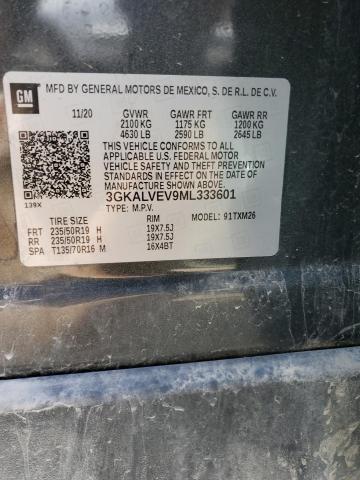 GM
MFD BY GENERAL MOTORS DE MEXICO, S. DE R.L. DE C.V.
11/20 GVWR GAWR FRT GAWR RR
2100 KG 1175 KG 1200 KG
4630 LB 2590 LB 2645 LB
THIS VEHICLE CONFORMS TO ALL
APPLICABLE U.S. FEDERAL MOTOR
VEHICLE SAFETY AND THEFT PREVENTION
STANDARDS IN EFFECT ON THE DATE OF
MANUFACTURE SHOWN ABOVE.
139X
3GKALVEV9ML333601
TYPE: M.P.V. MODEL: 91TXM26
TIRE SIZE RIM
FRT 235/50R19 H 19X7.5J
RR 235/50R19 H 19X7.5J
SPA T135/70R16 M 16X4BT